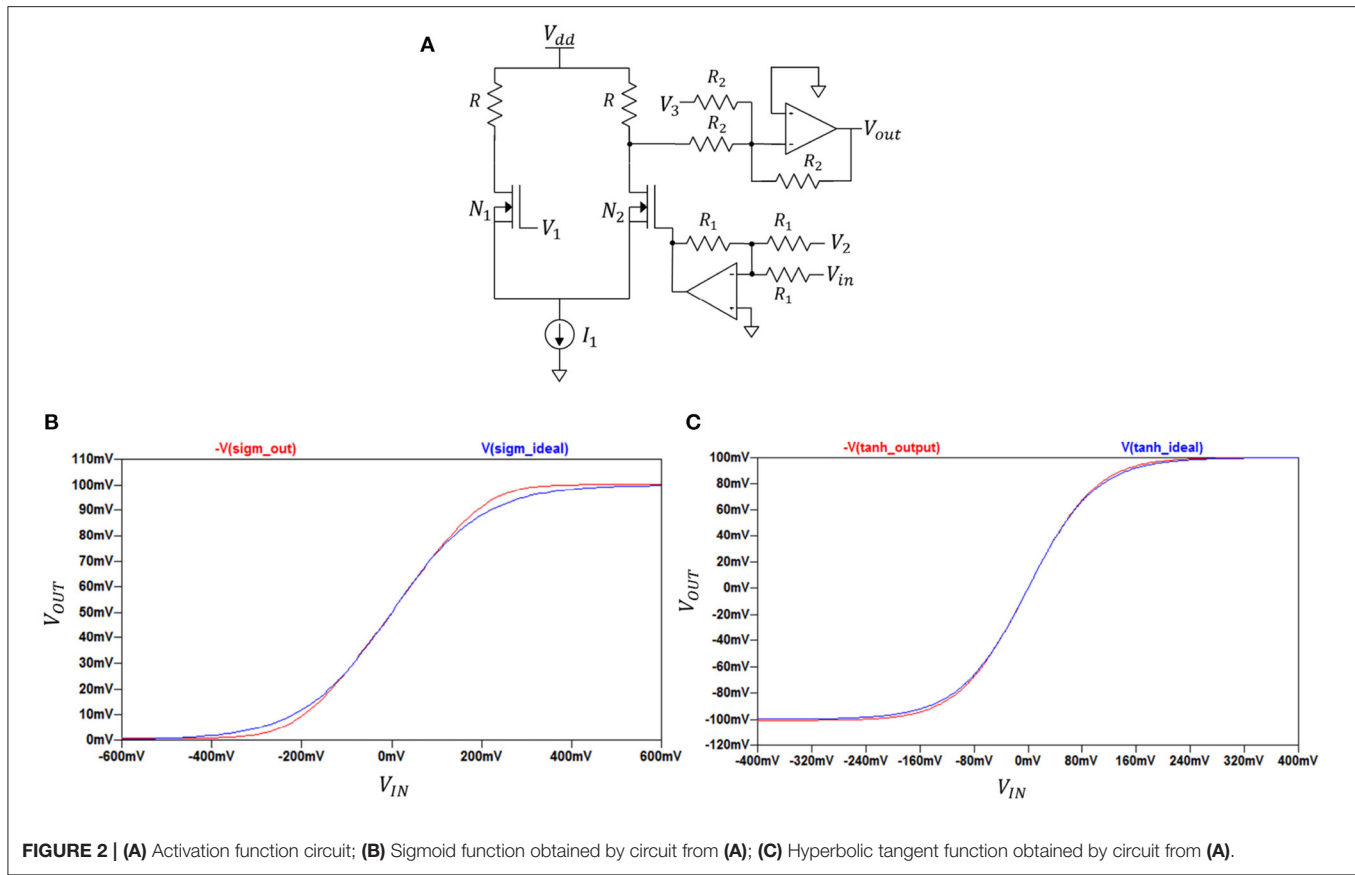 A
V_dd
R
R
R_2
V_3
R_2
+
-
V_out
R_2
N_1
V_1
N_2
R_1
R_1
V_2
-
V_in
R_1
+
I_1
B
-V(sigm_out) V(sigm_ideal)
110mV
100mV
90mV
80mV
70mV
60mV
50mV
40mV
30mV
20mV
10mV
0mV
V_OUT
-600mV -400mV -200mV 0mV 200mV 400mV 600mV
V_IN
C
-V(tanh_output) V(tanh_ideal)
100mV
80mV
60mV
40mV
20mV
0mV
-20mV
-40mV
-60mV
-80mV
-100mV
-120mV
V_OUT
-400mV -320mV -240mV -160mV -80mV 0mV 80mV 160mV 240mV 320mV 400mV
V_IN
FIGURE 2 | (A) Activation function circuit; (B) Sigmoid function obtained by circuit from (A); (C) Hyperbolic tangent function obtained by circuit from (A).